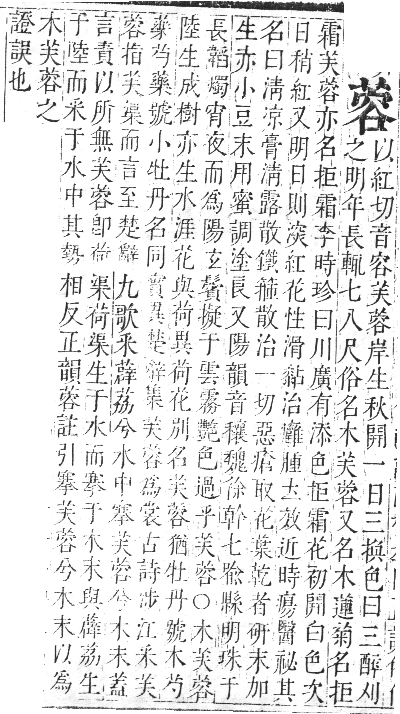 蓉
以紅切音容芙蓉岸生秋開一日三換色曰三醉刈
之明年長輒七八尺俗名木芙蓉又名木蓮菊名拒
霜芙蓉亦名拒霜李時珍曰川廣有添色拒霜花初開白色次
日稍紅又明日則深紅花性滑黏治癰腫去效近時瘍醫祕其
名曰淸涼膏淸露散鐵箍散治一切惡瘡取花葉乾者研末加
生赤小豆末用蜜調塗良又陽韻音穰魏徐幹七喩縣明珠于
長韜燭宵夜而爲陽玄鬢擬于雲霧艷色過乎芙蓉○木芙蓉
陸生成樹亦生水涯花與荷異荷花別名芙蓉猶牡丹號木芍
藥芍藥號小牡丹名同實異楚辭集芙蓉爲裳古詩涉江采芙
蓉指芙蕖而言至楚辭九歌采薜荔兮水中搴芙蓉兮木末蓋
言責以所無芙蓉卽荷渠荷渠生于水而搴于木末與薜荔生
于陸而采于水中其勢相反正韻蓉註引搴芙蓉兮木末以爲
木芙蓉之
證誤也